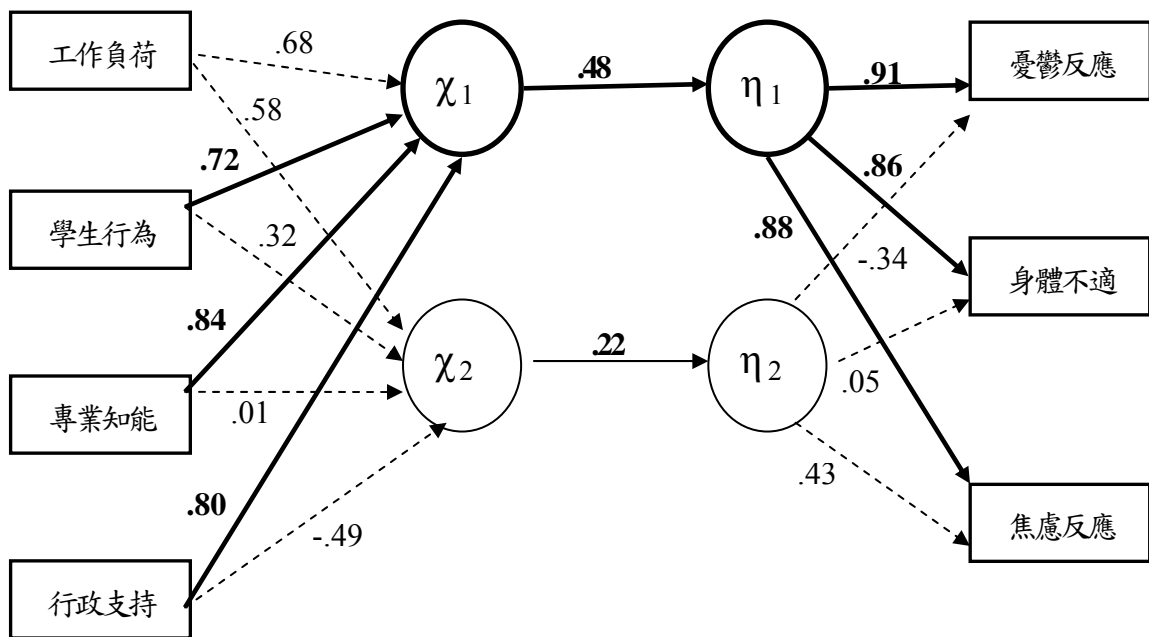 工作負荷
.68
χ1
.48
η1
.91
憂鬱反應
.58
.72
.86
學生行為
.32
.88
-.34
身體不適
.84
χ2
.22
η2
.05
專業知能
.01
.43
.80
-.49
焦慮反應
行政支持